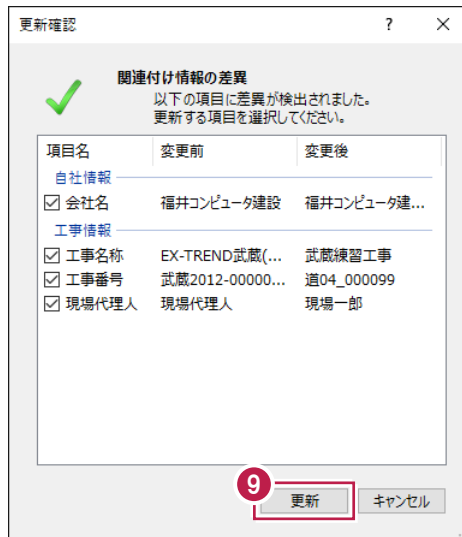 更新確認 ? ×
関連付け情報の差異
以下の項目に差異が検出されました。
更新する項目を選択してください。
項目名 変更前 変更後
自社情報
会社名 福井コンピュータ建設 福井コンピュータ建...
工事情報
工事名称 EX-TREND武蔵(... 武蔵練習工事
工事番号 武蔵2012-00000... 道04_000099
現場代理人 現場代理人 現場一郎
9
更新 キャンセル